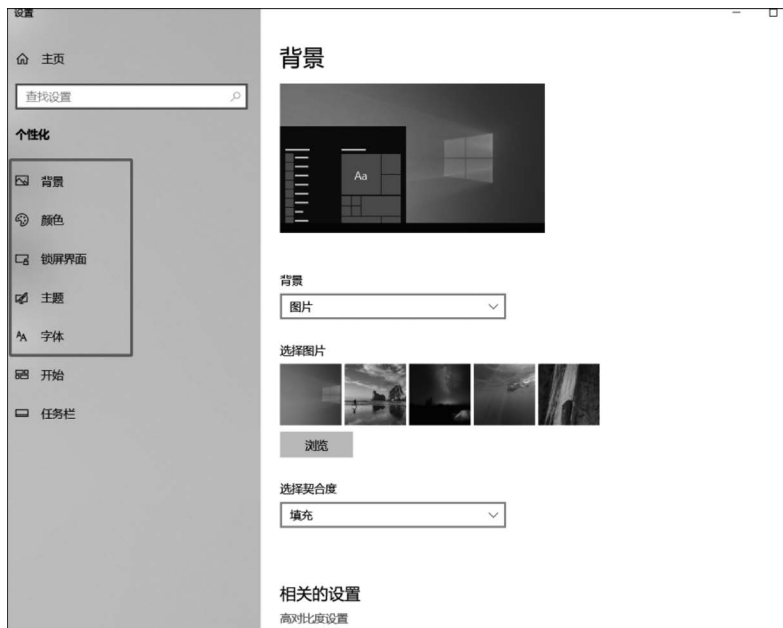 设置
主页
查找设置
个性化
背景
颜色
锁屏界面
主题
字体
开始
任务栏
背景
Aa
背景
图片
选择图片
浏览
选择契合度
填充
相关的设置
高对比度设置